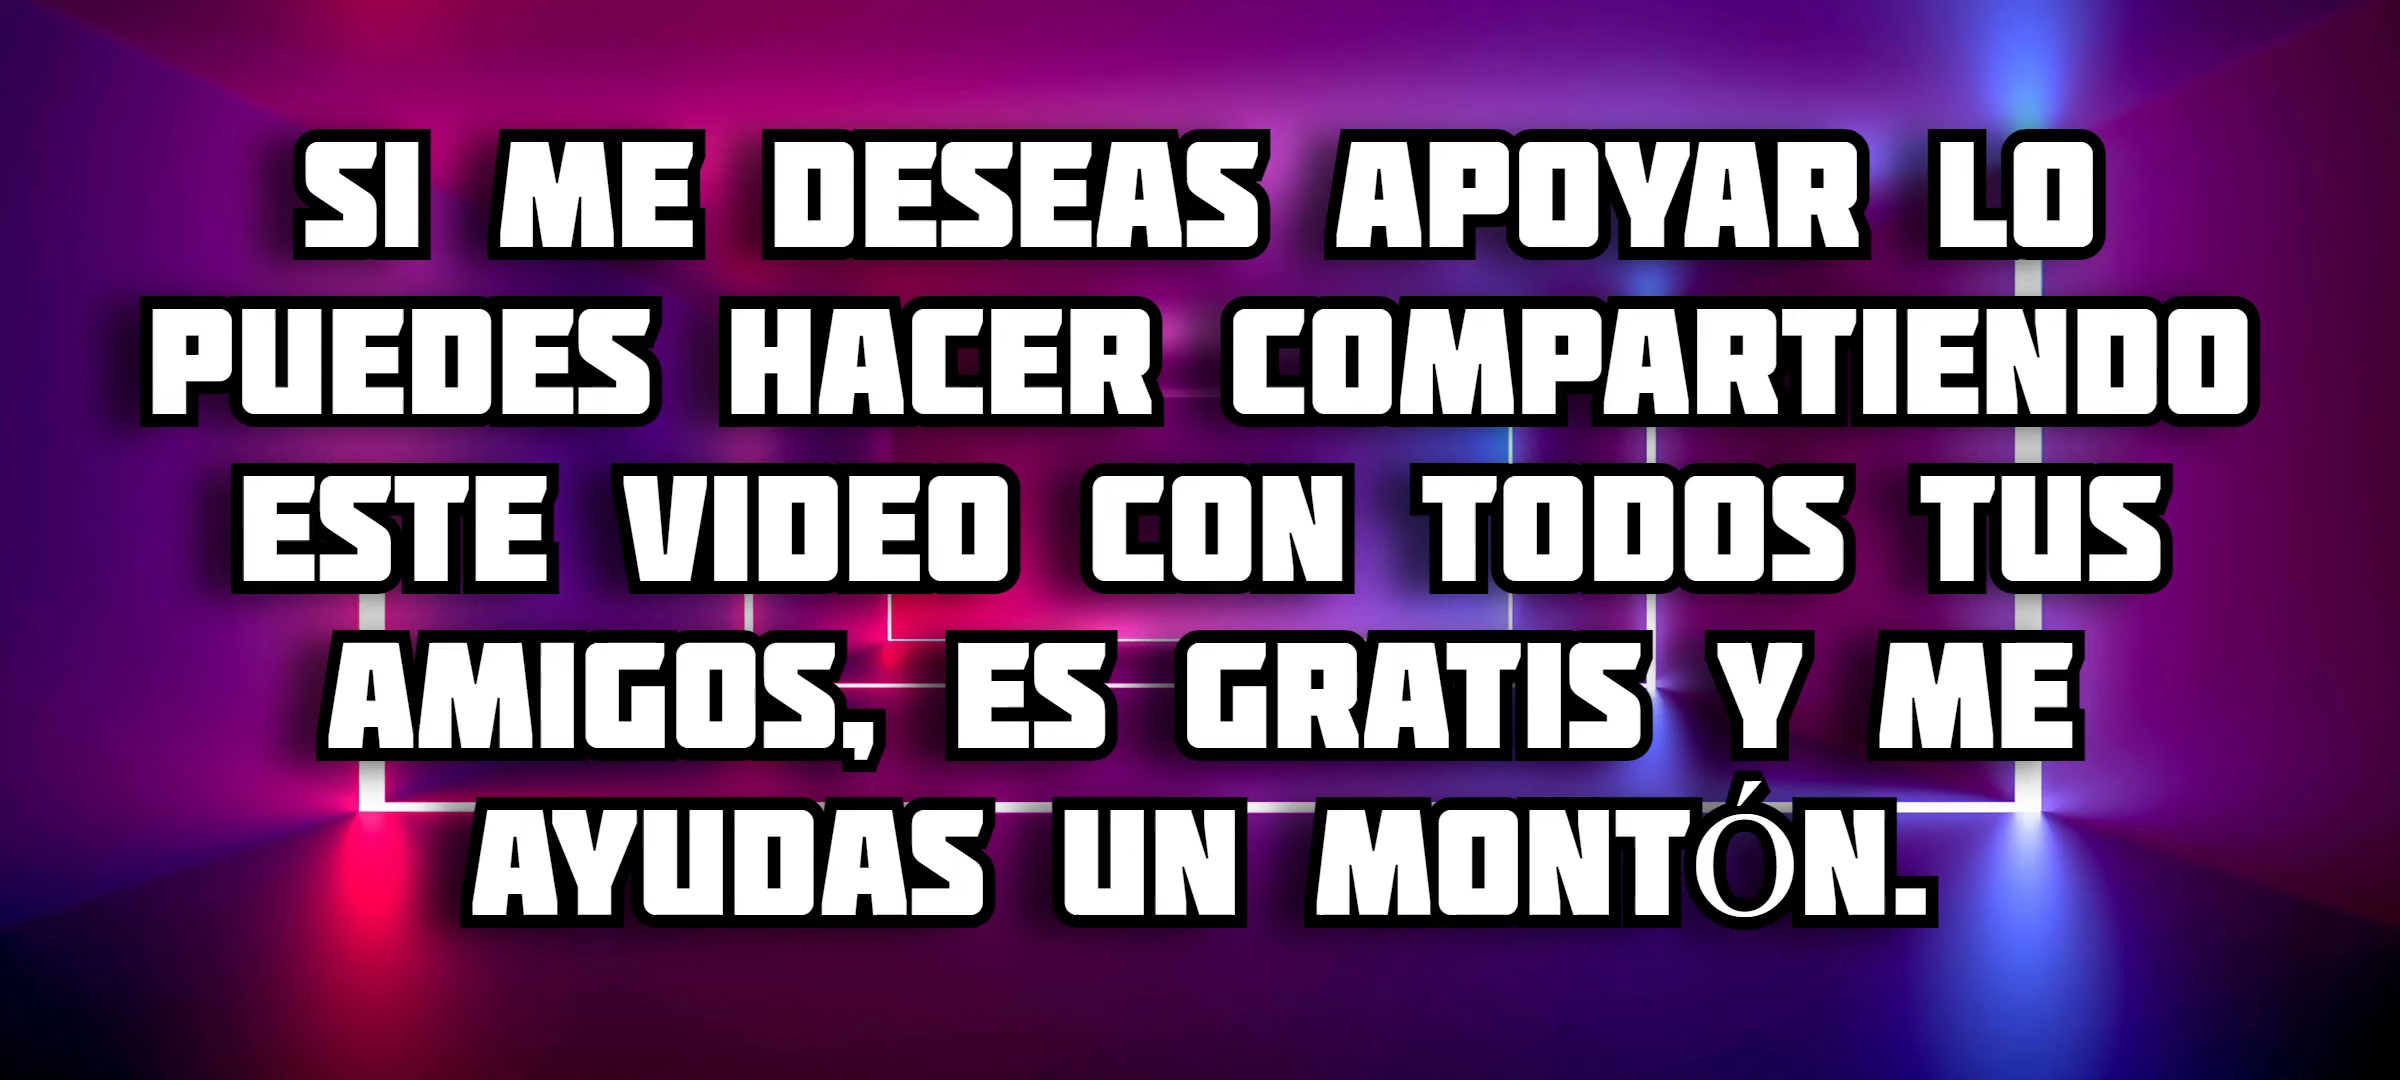 SI ME DESEAS APOYAR LO
PUEDES HACER COMPARTIENDO
ESTE VIDEO CON TODOS TUS
AMIGOS, ES GRATIS Y ME
AYUDAS UN MONTÓN.